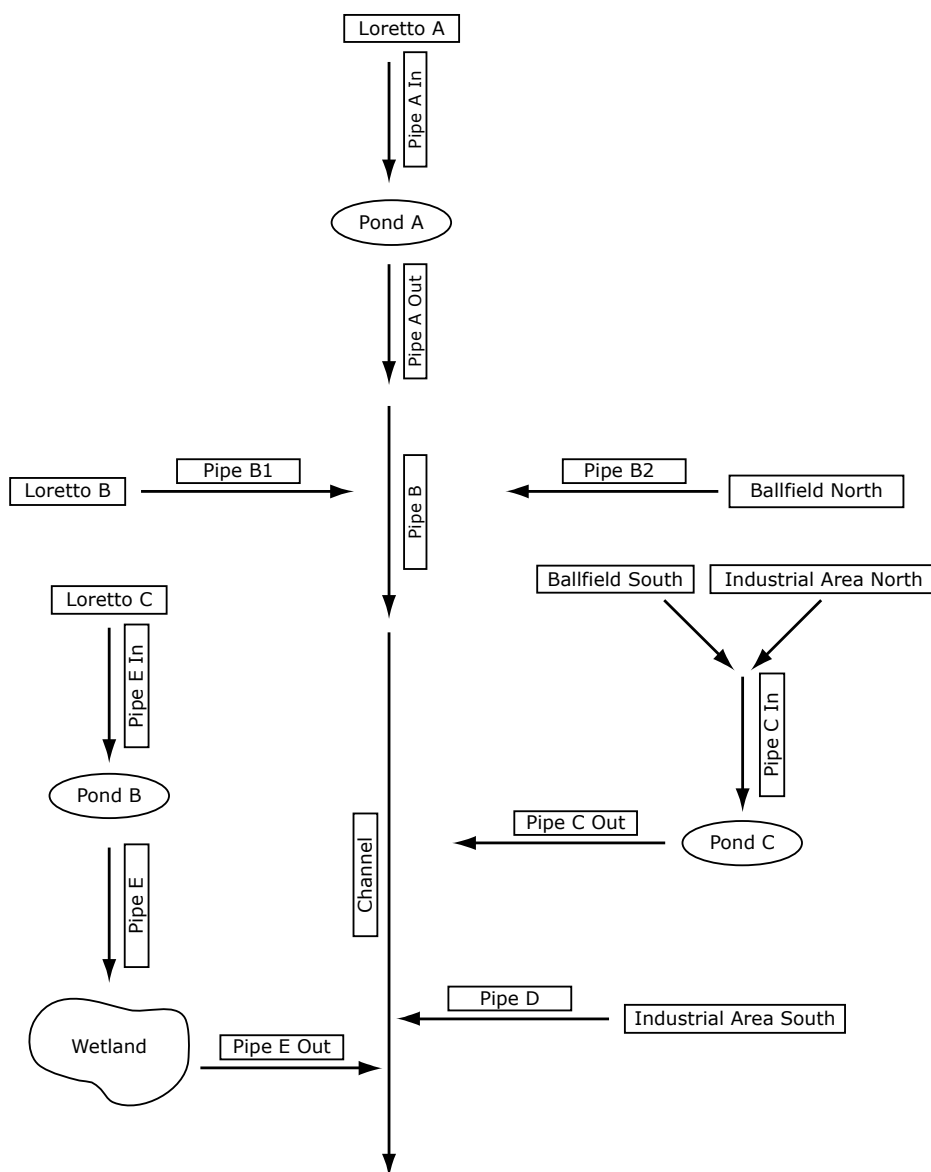 Loretto A
Pipe A In
Pond A
Pipe A Out
Pipe B1
Loretto B
Pipe B
Pipe B2
Ballfield North
Ballfield South
Industrial Area North
Loretto C
Pipe E In
Pipe C In
Pond B
Pipe C Out
Pond C
Channel
Pipe E
Pipe D
Industrial Area South
Wetland
Pipe E Out